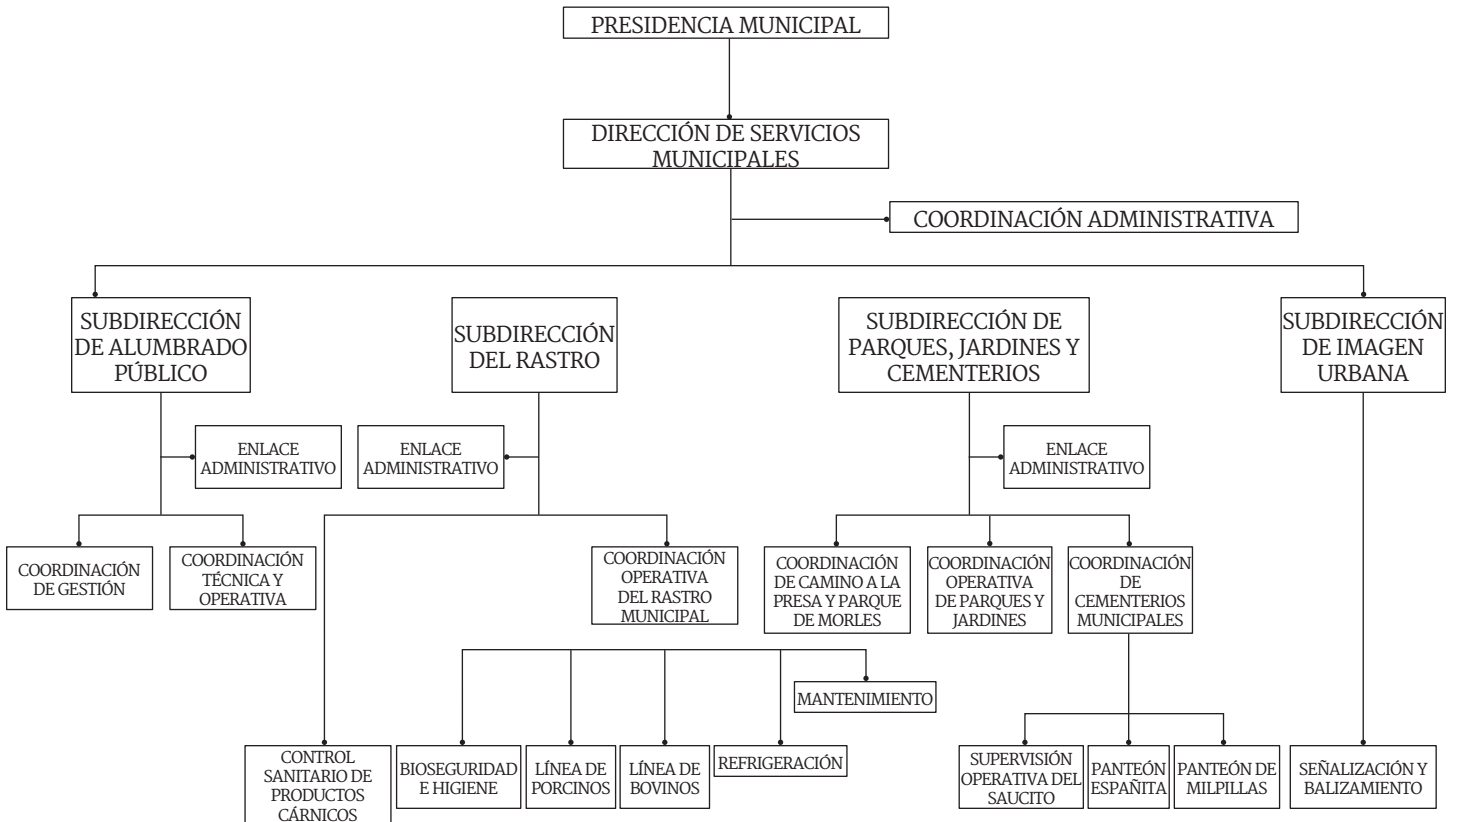 PRESIDENCIA MUNICIPAL
DIRECCIÓN DE SERVICIOS
MUNICIPALES
COORDINACIÓN ADMINISTRATIVA
SUBDIRECCIÓN
DE ALUMBRADO
PÚBLICO
SUBDIRECCIÓN
DEL RASTRO
SUBDIRECCIÓN DE
PARQUES, JARDINES Y
CEMENTERIOS
SUBDIRECCIÓN
DE IMAGEN
URBANA
ENLACE
ADMINISTRATIVO
ENLACE
ADMINISTRATIVO
ENLACE
ADMINISTRATIVO
COORDINACIÓN
DE GESTIÓN
COORDINACIÓN
TÉCNICA Y
OPERATIVA
COORDINACIÓN
OPERATIVA
DEL RASTRO
MUNICIPAL
COORDINACIÓN
DE CAMINO A LA
PRESA Y PARQUE
DE MORLES
COORDINACIÓN
OPERATIVA
DE PARQUES Y
JARDINES
COORDINACIÓN
DE
CEMENTERIOS
MUNICIPALES
MANTENIMIENTO
CONTROL
SANITARIO DE
PRODUCTOS
CÁRNICOS
BIOSEGURIDAD
E HIGIENE
LÍNEA DE
PORCINOS
LÍNEA DE
BOVINOS
REFRIGERACIÓN
SUPERVISIÓN
OPERATIVA DEL
SAUCITO
PANTEÓN
ESPAÑITA
PANTEÓN DE
MILPILLAS
SEÑALIZACIÓN Y
BALIZAMIENTO